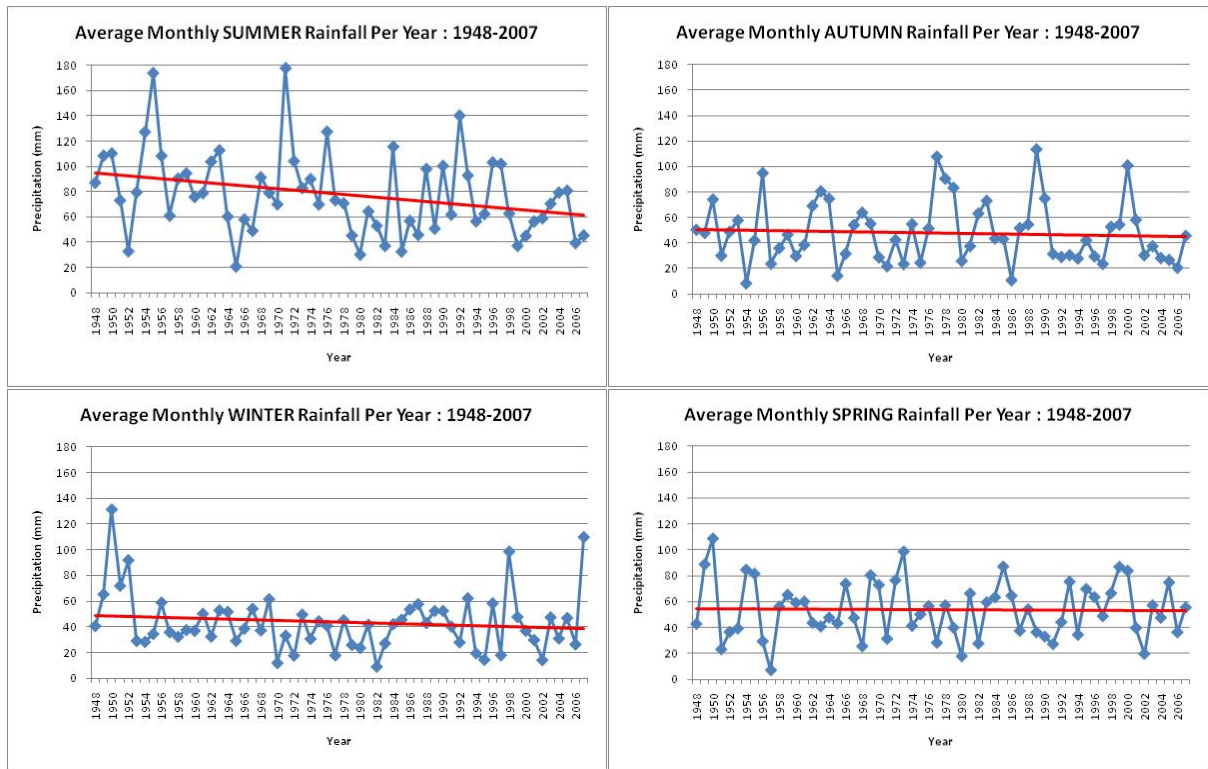 Average Monthly SUMMER Rainfall Per Year : 1948-2007
180
160
140
120
100
80
60
40
20
0
Precipitation (mm)
1948 1950 1952 1954 1956 1958 1960 1962 1964 1966 1968 1970 1972 1974 1976 1978 1980 1982 1984 1986 1988 1990 1992 1994 1996 1998 2000 2002 2004 2006
Year
Average Monthly AUTUMN Rainfall Per Year : 1948-2007
180
160
140
120
100
80
60
40
20
0
Precipitation (mm)
1948 1950 1952 1954 1956 1958 1960 1962 1964 1966 1968 1970 1972 1974 1976 1978 1980 1982 1984 1986 1988 1990 1992 1994 1996 1998 2000 2002 2004 2006
Year
Average Monthly WINTER Rainfall Per Year : 1948-2007
180
160
140
120
100
80
60
40
20
0
Precipitation (mm)
1948 1950 1952 1954 1956 1958 1960 1962 1964 1966 1968 1970 1972 1974 1976 1978 1980 1982 1984 1986 1988 1990 1992 1994 1996 1998 2000 2002 2004 2006
Year
Average Monthly SPRING Rainfall Per Year : 1948-2007
180
160
140
120
100
80
60
40
20
0
Precipitation (mm)
1948 1950 1952 1954 1956 1958 1960 1962 1964 1966 1968 1970 1972 1974 1976 1978 1980 1982 1984 1986 1988 1990 1992 1994 1996 1998 2000 2002 2004 2006
Year